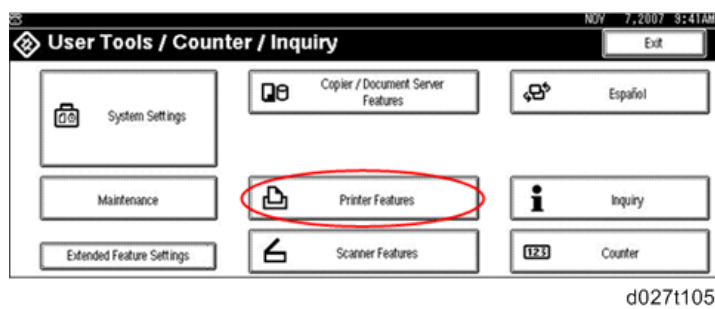 NOV 7,2007 9:41AM
User Tools / Counter / Inquiry
Exit
System Settings
Copier / Document Server
Features
Español
Maintenance
Printer Features
Inquiry
Extended Feature Settings
Scanner Features
123
Counter
d027t105